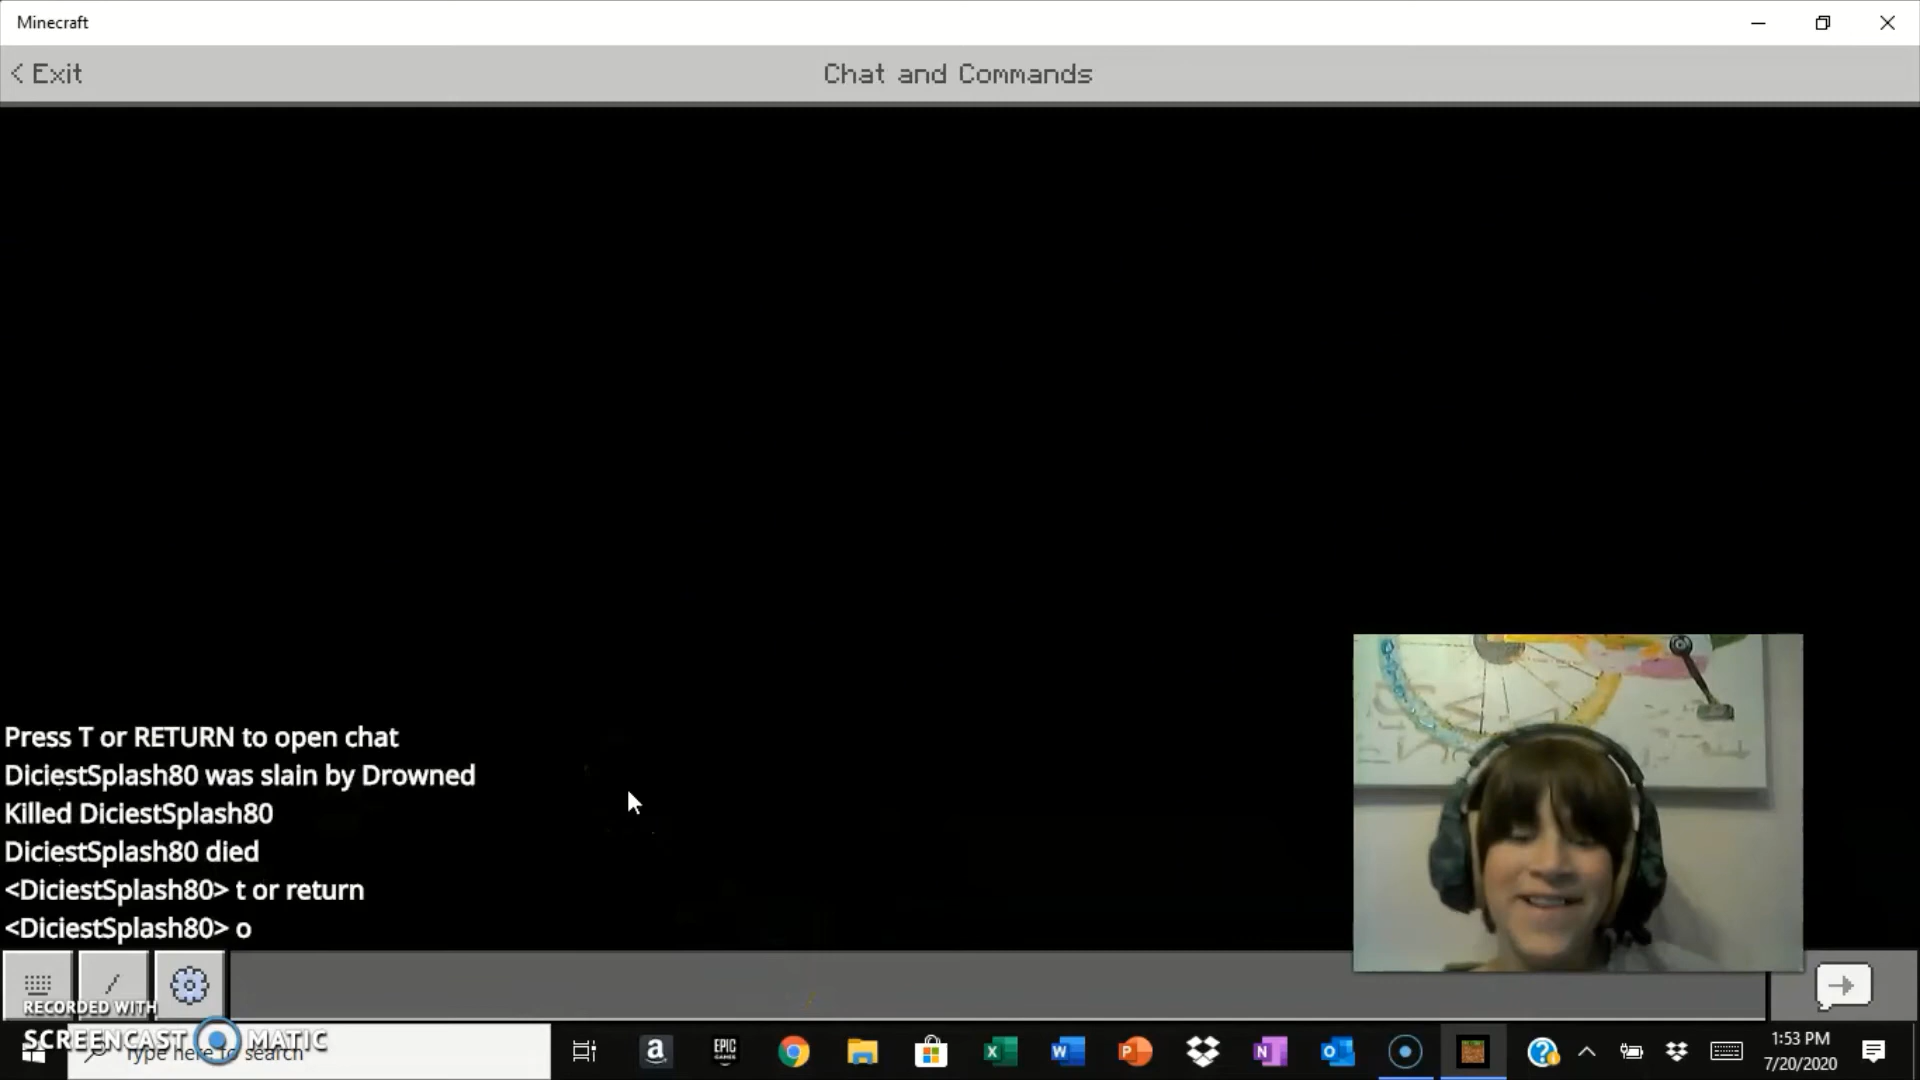 Minecraft
< Exit
Chat and Commands
Press T or RETURN to open chat
DiciestSplash80 was slain by Drowned
Killed DiciestSplash80
DiciestSplash80 died
<DiciestSplash80> t or return
<DiciestSplash80> o
RECORDED WITH
SCREENCAST MATIC
Type here to search
a
EPIC
GAMES
X
W
P
N
O
1:53 PM
7/20/2020